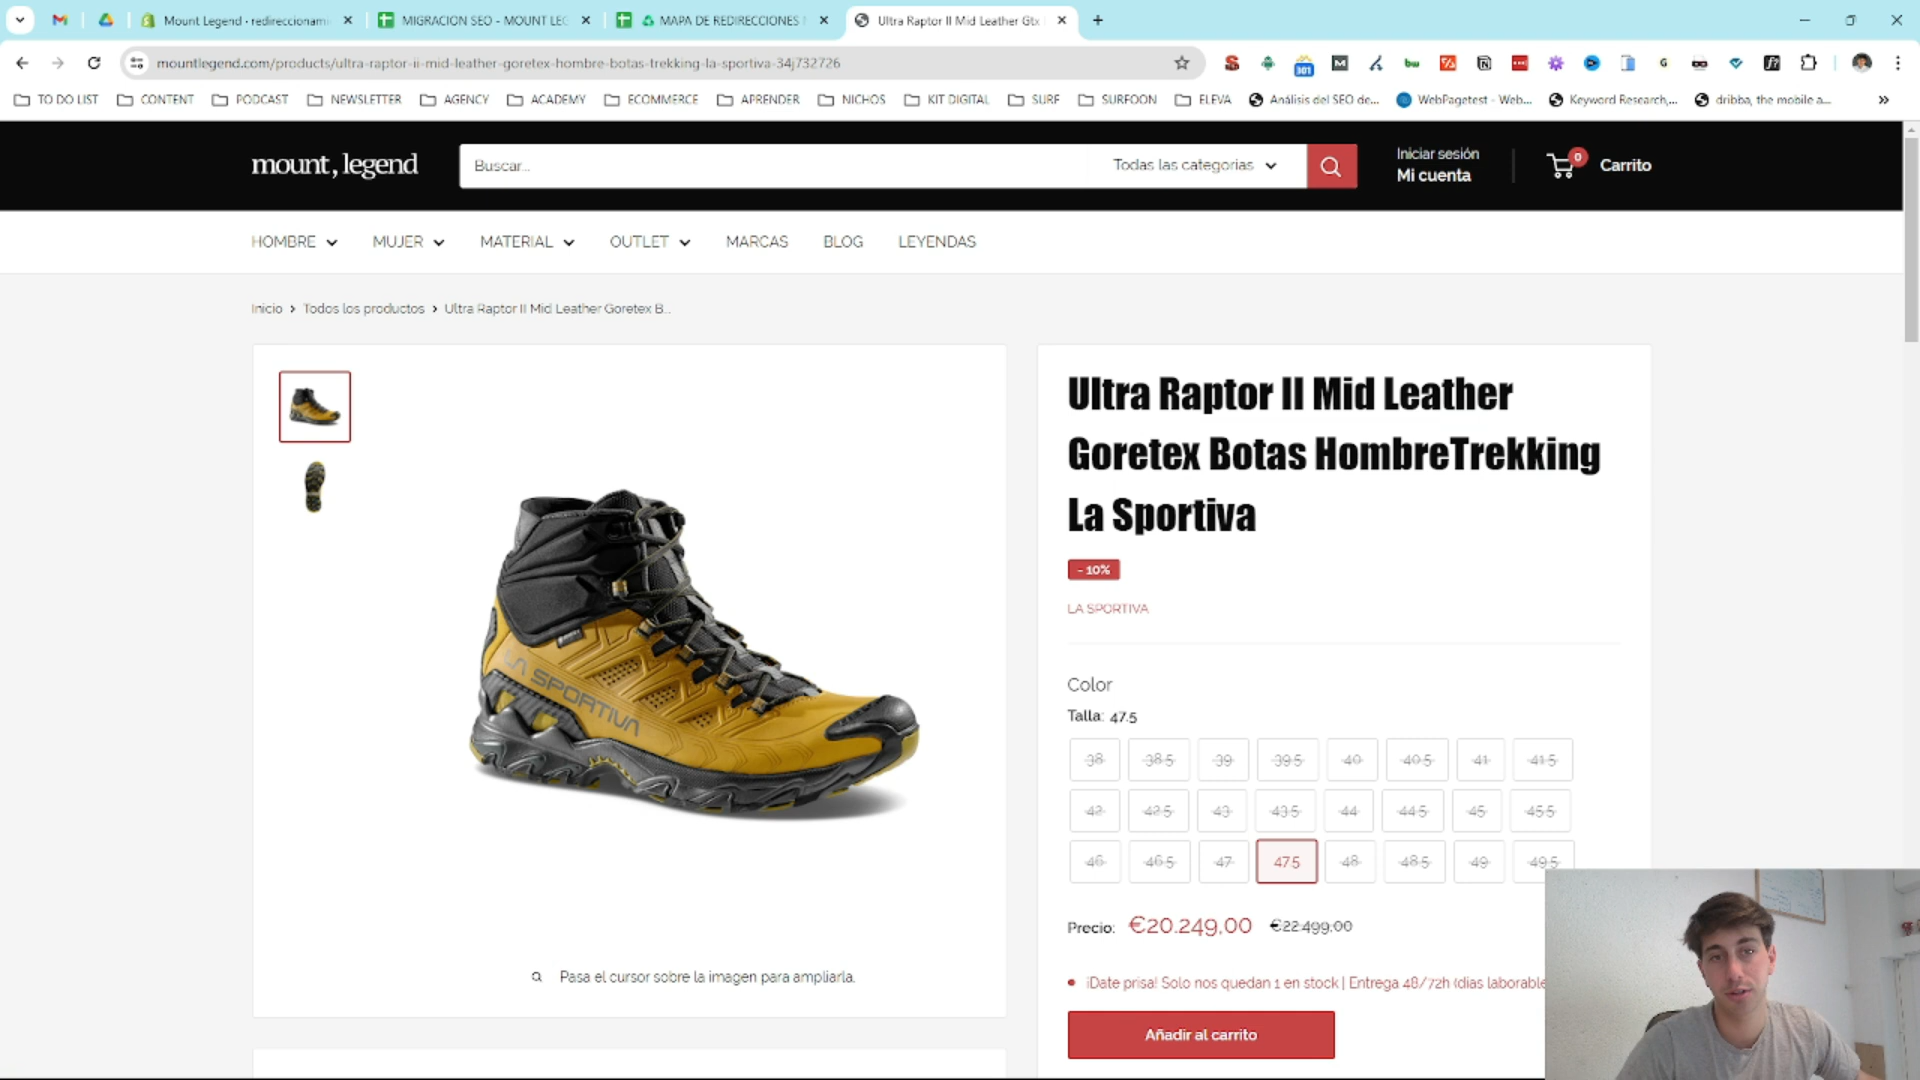 Mount Legend · redireccionami
MIGRACION SEO - MOUNT LEG
MAPA DE REDIRECCIONES
Ultra Raptor II Mid Leather Gtx
mountlegend.com/products/ultra-raptor-ii-mid-leather-goretex-hombre-botas-trekking-la-sportiva-34j732726
TO DO LIST
CONTENT
PODCAST
NEWSLETTER
AGENCY
ACADEMY
ECOMMERCE
APRENDER
NICHOS
KIT DIGITAL
SURF
SURFOON
ELEVA
Análisis del SEO de...
WebPagetest - Web...
Keyword Research,...
dribba, the mobile a...
mount, legend
Buscar...
Todas las categorías
Iniciar sesión
Mi cuenta
0
Carrito
HOMBRE
MUJER
MATERIAL
OUTLET
MARCAS
BLOG
LEYENDAS
Inicio > Todos los productos > Ultra Raptor II Mid Leather Goretex B...
Ultra Raptor II Mid Leather
Goretex Botas HombreTrekking
La Sportiva
- 10%
LA SPORTIVA
Color
Talla: 47.5
38 38.5 39 39.5 40 40.5 41 41.5
42 42.5 43 43.5 44 44.5 45 45.5
46 46.5 47 47.5 48 48.5 49 49.5
Precio: €20.249,00 €22.499,00
¡Date prisa! Solo nos quedan 1 en stock | Entrega 48/72h (días laborable
Añadir al carrito
LA SPORTIVA
Pasa el cursor sobre la imagen para ampliarla.